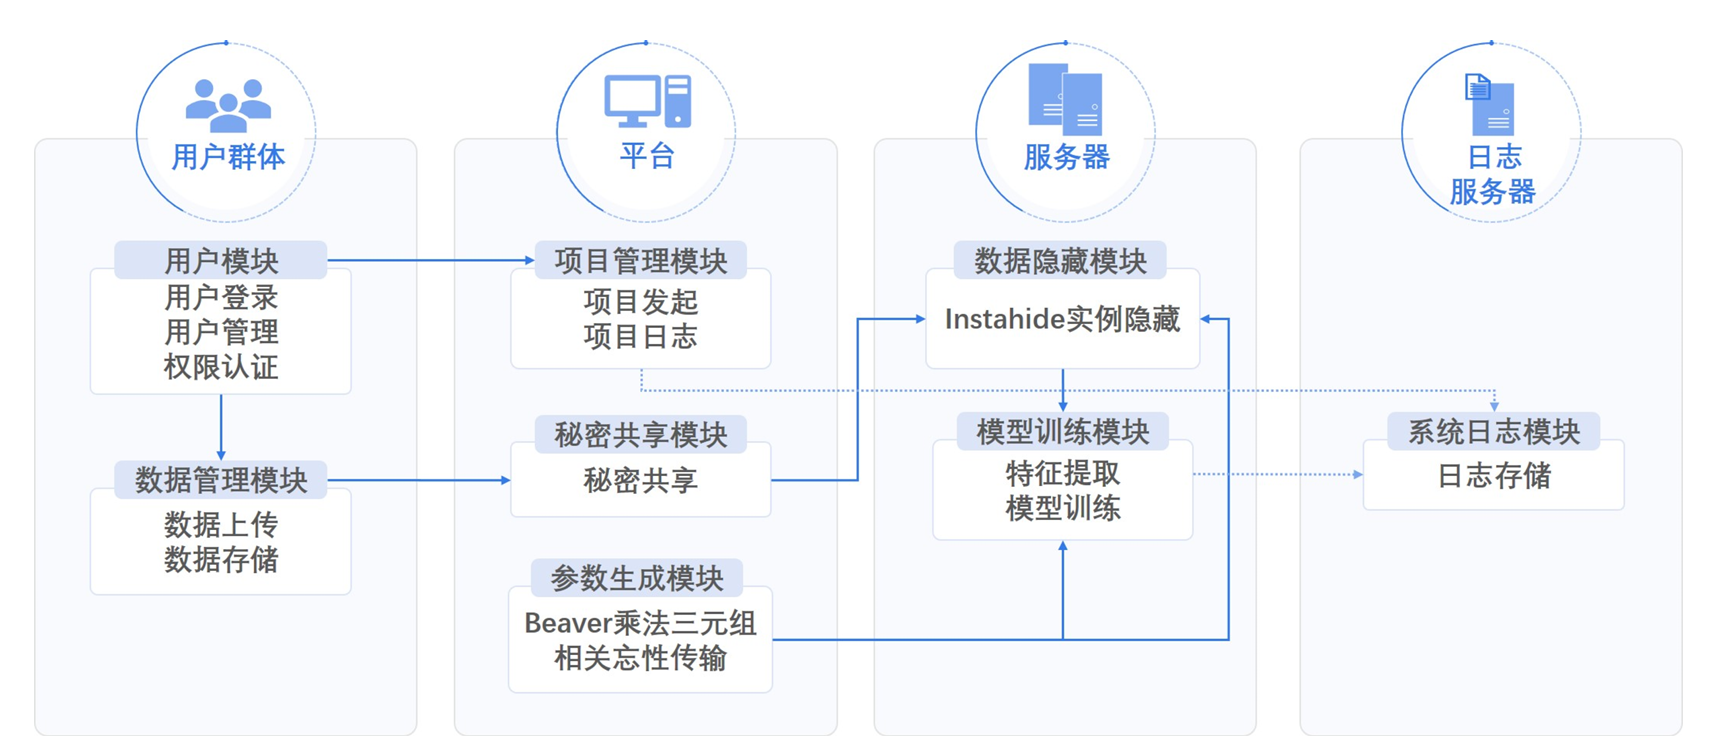 用户群体
用户模块
用户登录
用户管理
权限认证
数据管理模块
数据上传
数据存储
平台
项目管理模块
项目发起
项目日志
秘密共享模块
秘密共享
参数生成模块
Beaver乘法三元组
相关忘性传输
服务器
数据隐藏模块
Instahide实例隐藏
模型训练模块
特征提取
模型训练
日志
服务器
系统日志模块
日志存储